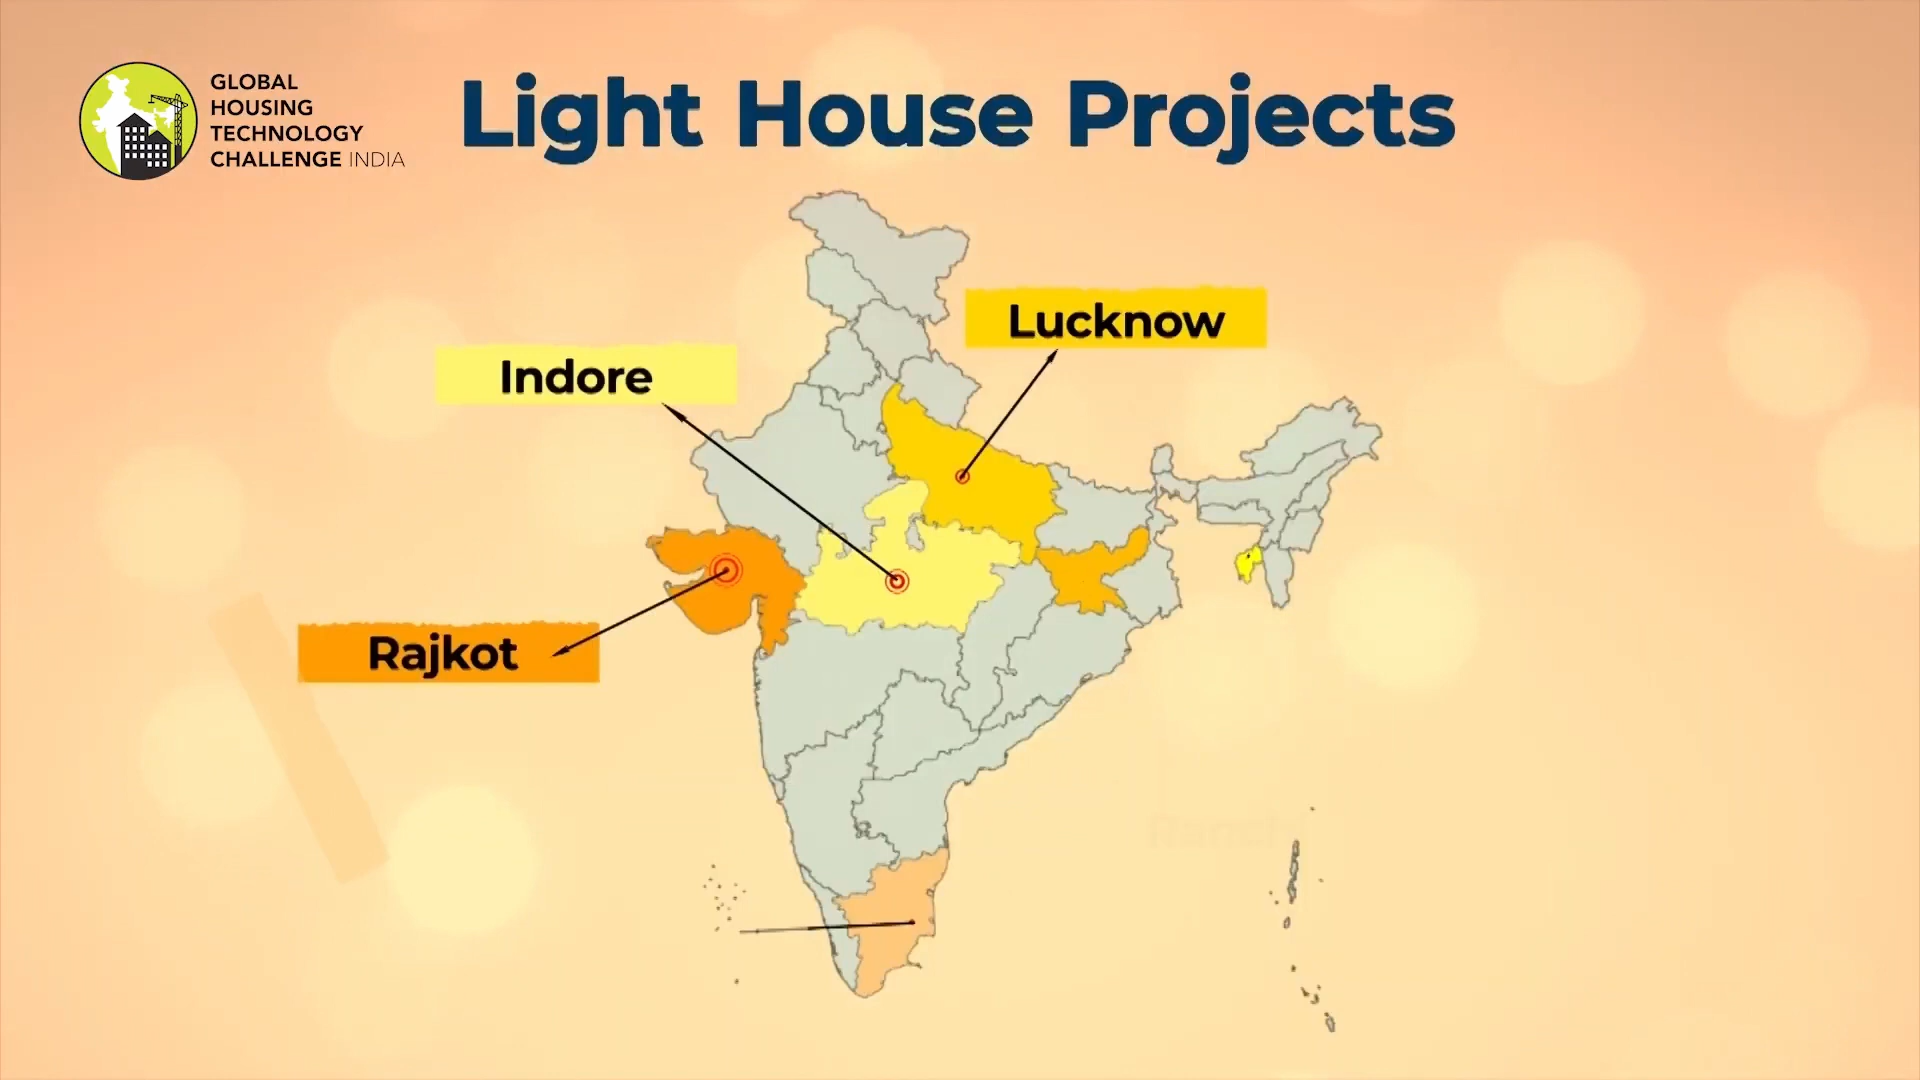 GLOBAL
HOUSING
TECHNOLOGY
CHALLENGE INDIA
Light House Projects
Lucknow
Indore
Rajkot